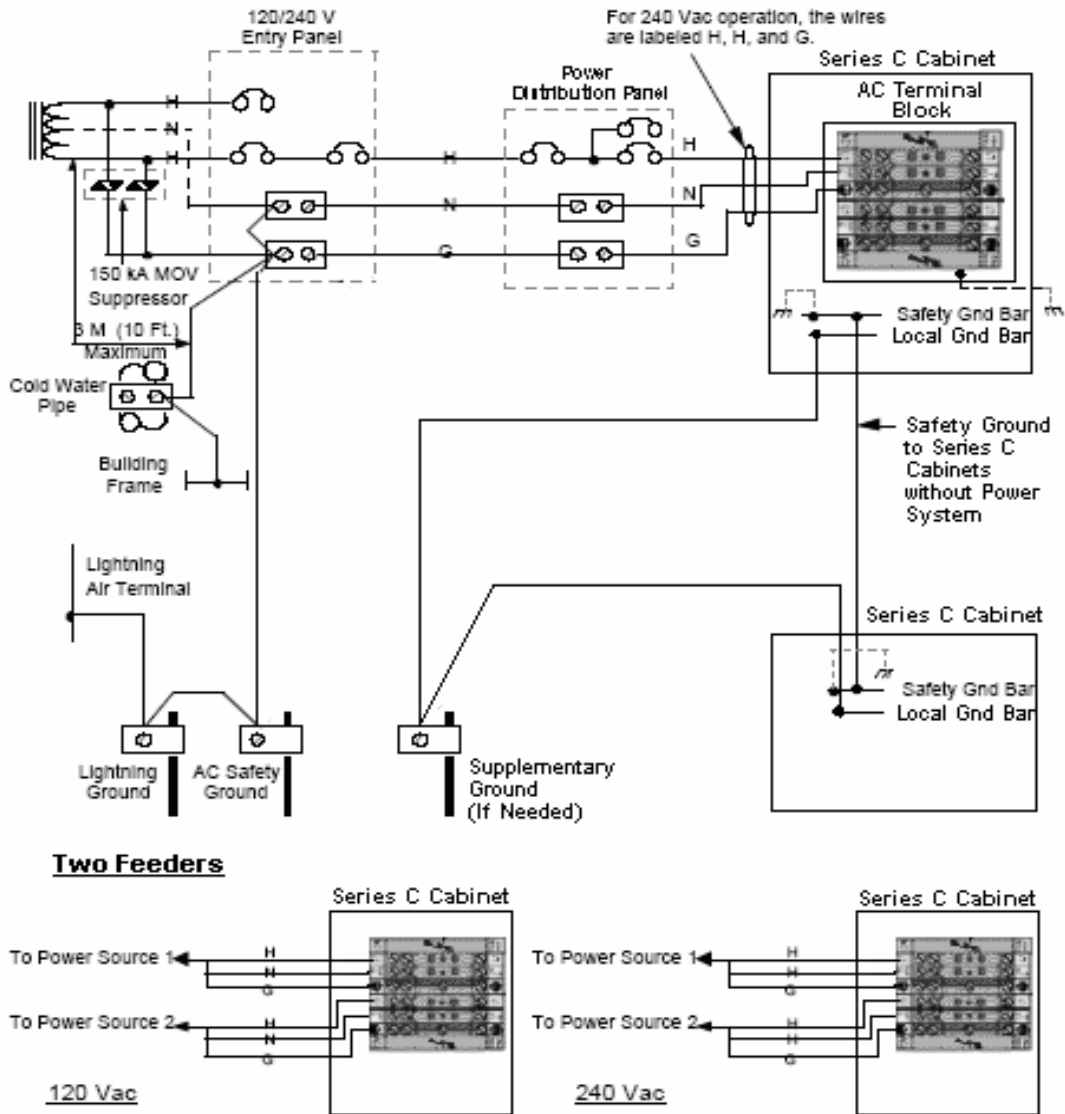 120/240 V
Entry Panel
For 240 Vac operation, the wires
are labeled H, H, and G.
Series C Cabinet
Power
Distribution Panel
AC Terminal
Block
H
N
H
H
H
N
N
G
G
150 kA MOV
Suppressor
3 M (10 Ft.)
Maximum
Safety Gnd Bar
Local Gnd Bar
Cold Water
Pipe
Safety Ground
to Series C
Cabinets
without Power
System
Building
Frame
Lightning
Air Terminal
Series C Cabinet
Safety Gnd Bar
Local Gnd Bar
Lightning
Ground
AC Safety
Ground
Supplementary
Ground
(If Needed)
Two Feeders
Series C Cabinet
Series C Cabinet
To Power Source 1
H
N
G
To Power Source 2
H
N
G
120 Vac
To Power Source 1
H
H
G
To Power Source 2
H
H
G
240 Vac